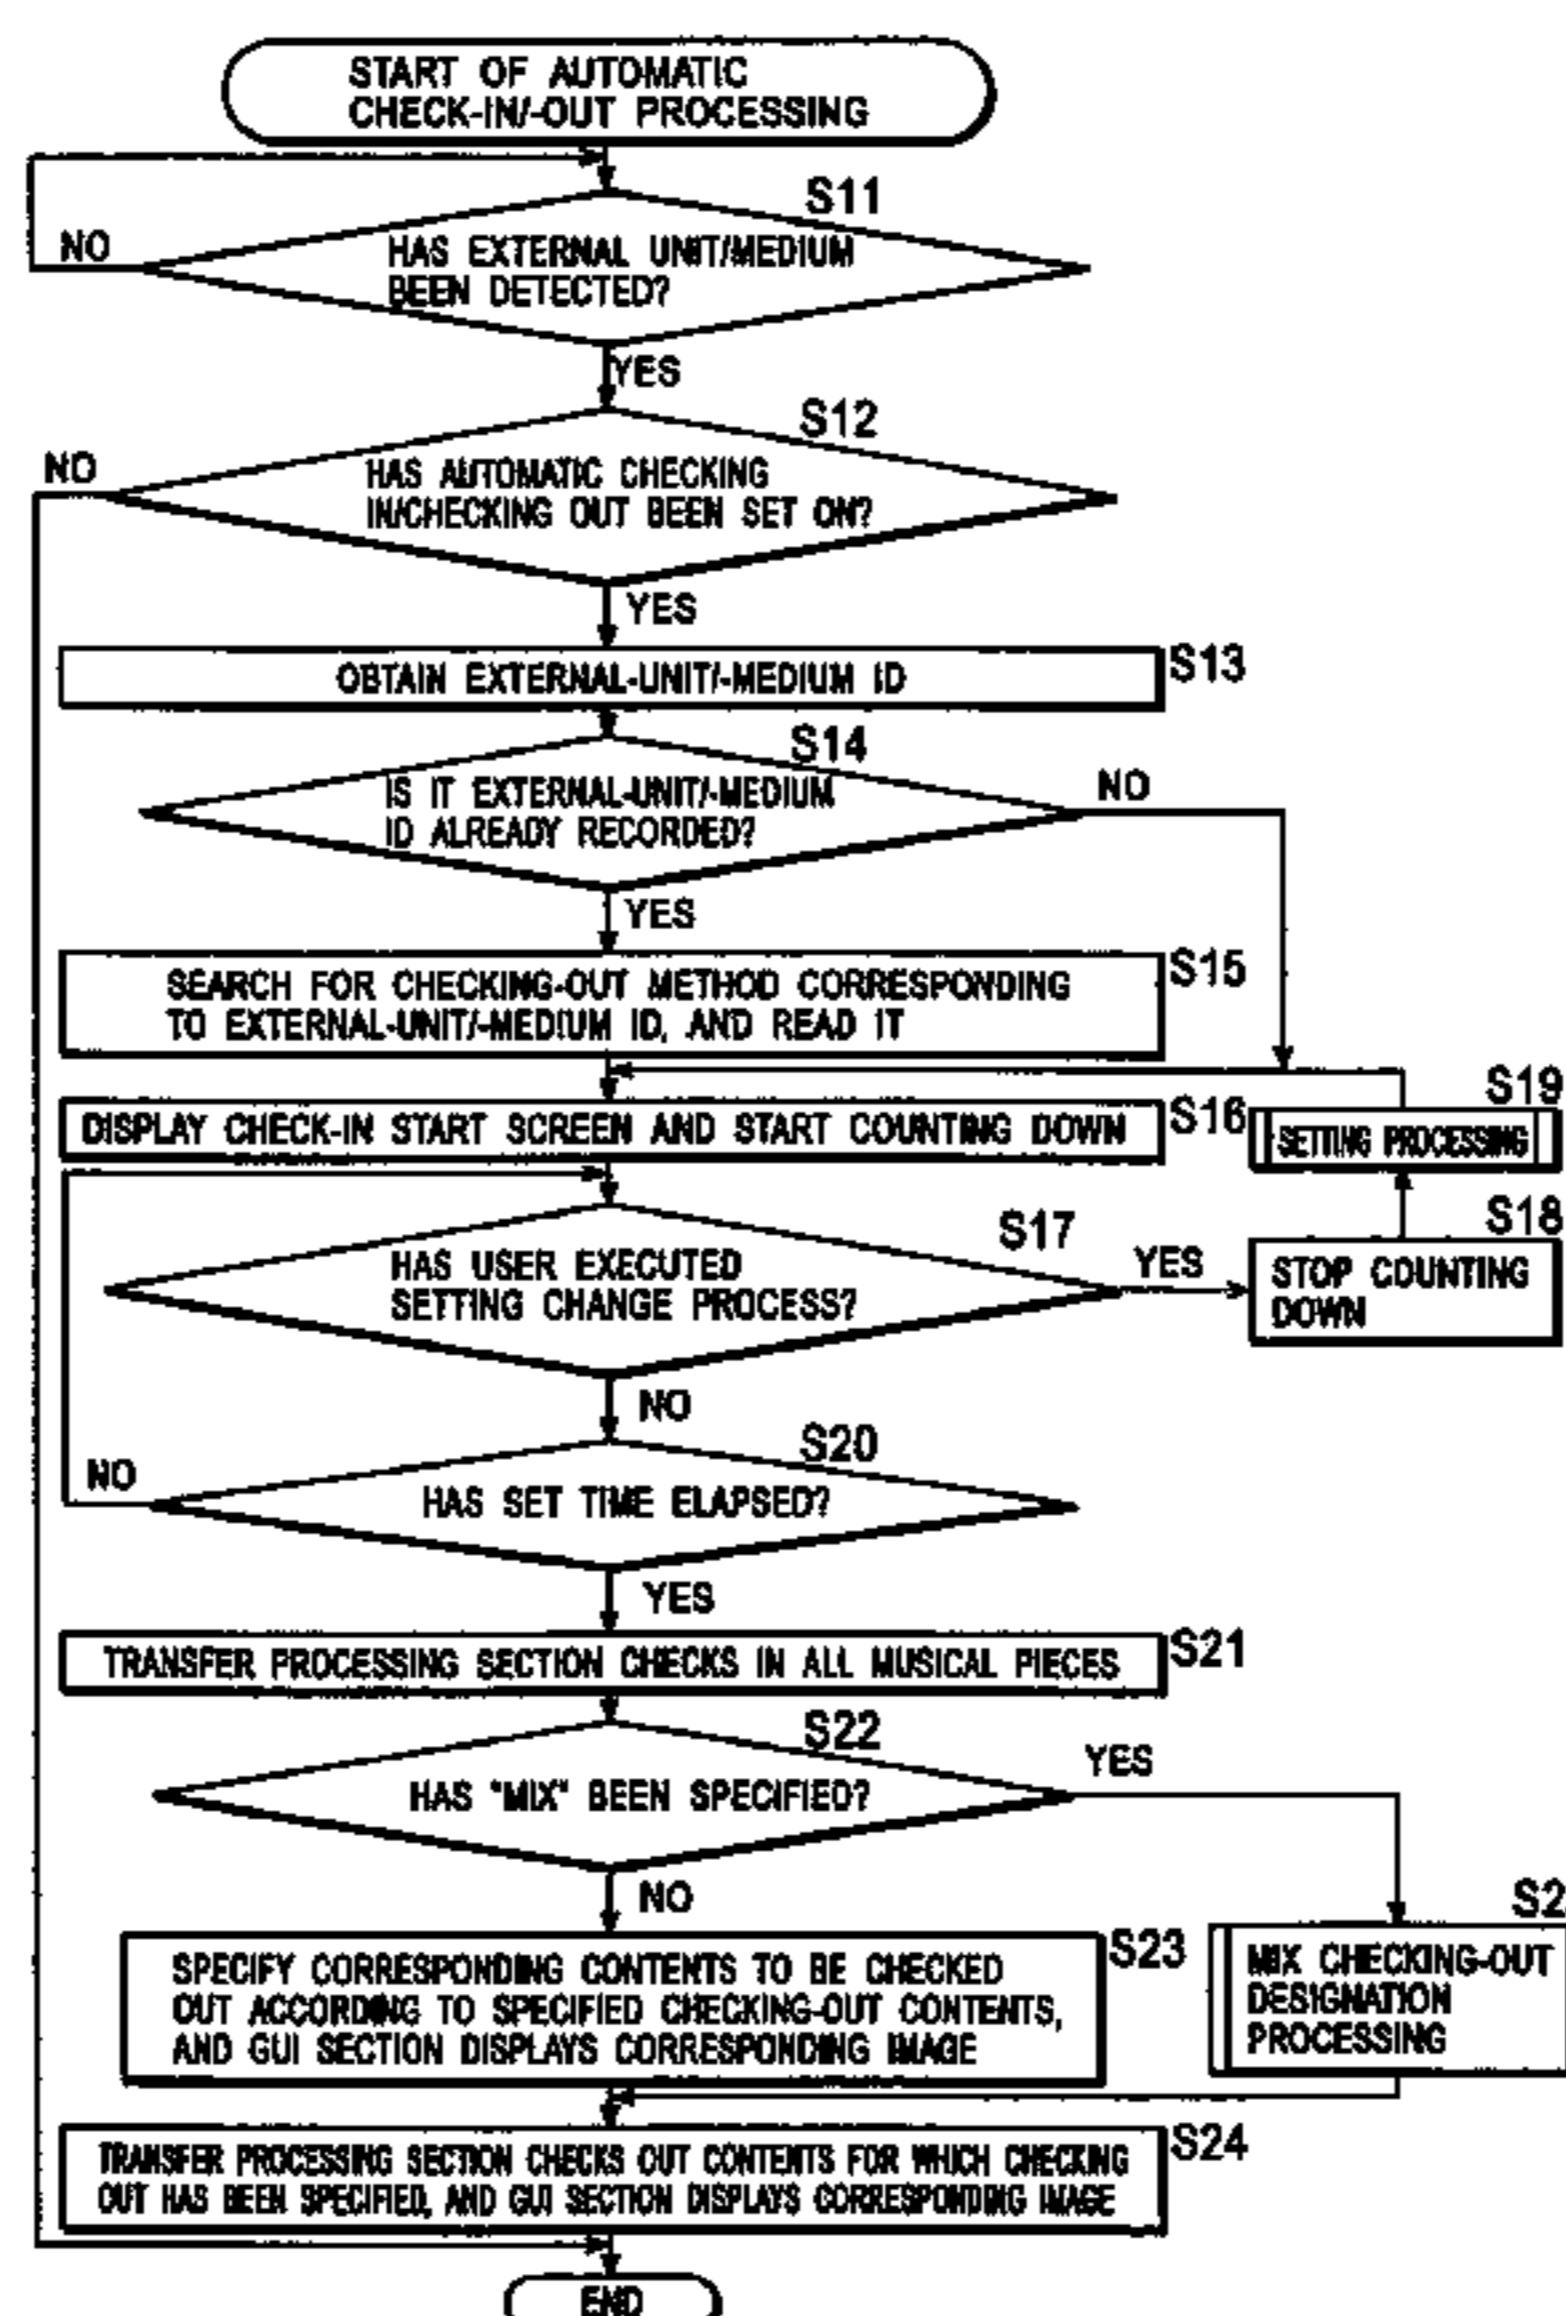 START OF AUTOMATIC
CHECK-IN/-OUT PROCESSING
S11
NO
HAS EXTERNAL UNIT/MEDIUM
BEEN DETECTED?
YES
S12
NO
HAS AUTOMATIC CHECKING
IN/CHECKING OUT BEEN SET ON?
YES
OBTAIN EXTERNAL-UNIT/-MEDIUM ID
S13
S14
IS IT EXTERNAL-UNIT/-MEDIUM
ID ALREADY RECORDED?
NO
YES
SEARCH FOR CHECKING-OUT METHOD CORRESPONDING
TO EXTERNAL-UNIT/-MEDIUM ID, AND READ IT
S15
DISPLAY CHECK-IN START SCREEN AND START COUNTING DOWN
S16
S19
SETTING PROCESSING
S17
HAS USER EXECUTED
SETTING CHANGE PROCESS?
YES
S18
STOP COUNTING
DOWN
NO
S20
NO
HAS SET TIME ELAPSED?
YES
TRANSFER PROCESSING SECTION CHECKS IN ALL MUSICAL PIECES
S21
S22
HAS "MIX" BEEN SPECIFIED?
YES
NO
SPECIFY CORRESPONDING CONTENTS TO BE CHECKED
OUT ACCORDING TO SPECIFIED CHECKING-OUT CONTENTS,
AND GUI SECTION DISPLAYS CORRESPONDING IMAGE
S23
MIX CHECKING-OUT
DESIGNATION
PROCESSING
TRANSFER PROCESSING SECTION CHECKS OUT CONTENTS FOR WHICH CHECKING
OUT HAS BEEN SPECIFIED, AND GUI SECTION DISPLAYS CORRESPONDING IMAGE
S24
END